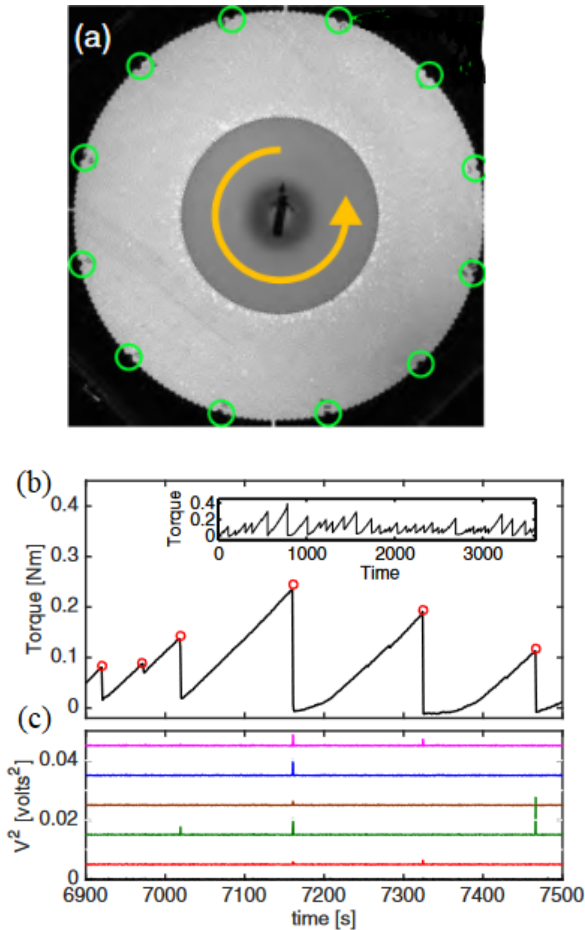 (a)
(b)
0.4
0.3
0.2
0.1
0
Torque [Nm]
Torque
0.4
0.2
0
0
1000
2000
3000
Time
(c)
0.04
0.02
0
V² [volts²]
6900
7000
7100
7200
7300
7400
7500
time [s]